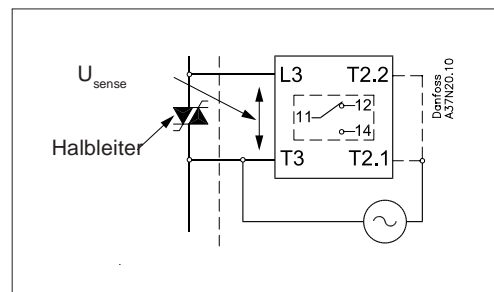 U sense
Halbleiter
L3 T2.2
11 12
14
T3 T2.1
Danfoss
A37N20.10